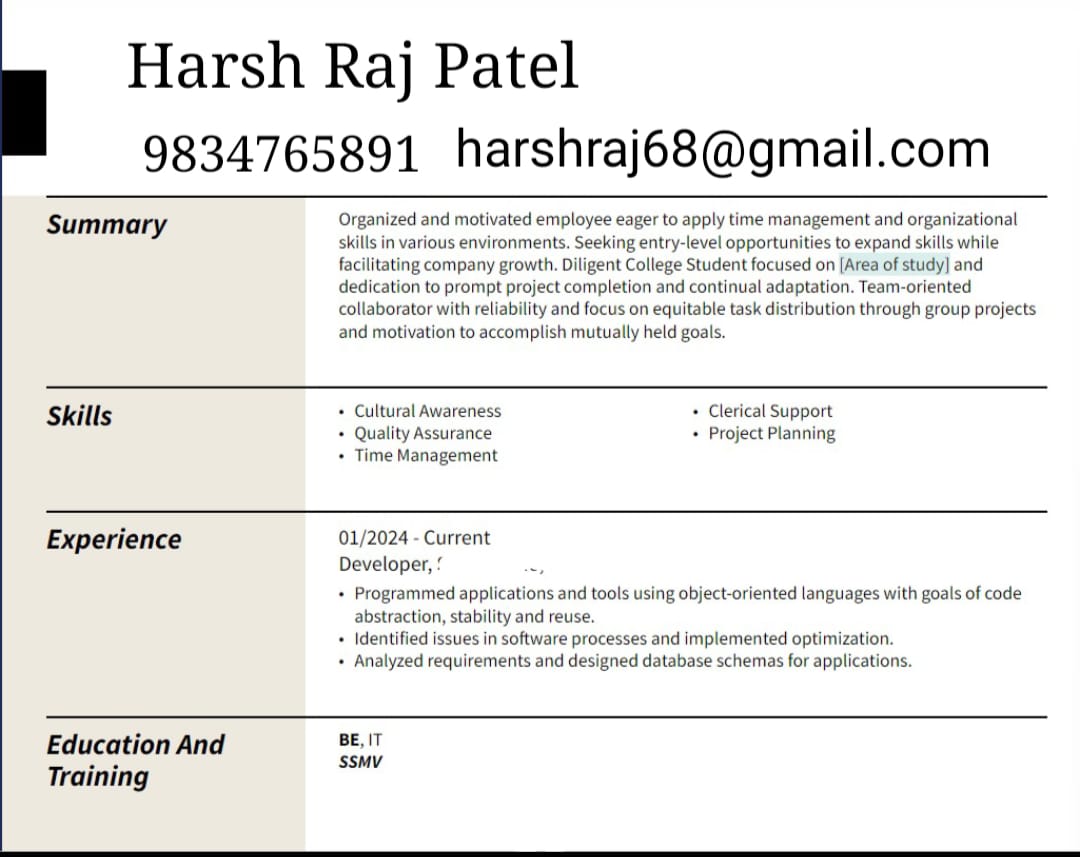 Harsh Raj Patel
9834765891 harshraj68@gmail.com
Summary
Organized and motivated employee eager to apply time management and organizational
skills in various environments. Seeking entry-level opportunities to expand skills while
facilitating company growth. Diligent College Student focused on [Area of study] and
dedication to prompt project completion and continual adaptation. Team-oriented
collaborator with reliability and focus on equitable task distribution through group projects
and motivation to accomplish mutually held goals.
Skills
• Cultural Awareness
• Quality Assurance
• Time Management
• Clerical Support
• Project Planning
Experience
01/2024 - Current
Developer,
• Programmed applications and tools using object-oriented languages with goals of code
abstraction, stability and reuse.
• Identified issues in software processes and implemented optimization.
• Analyzed requirements and designed database schemas for applications.
Education And
Training
BE, IT
SSMV